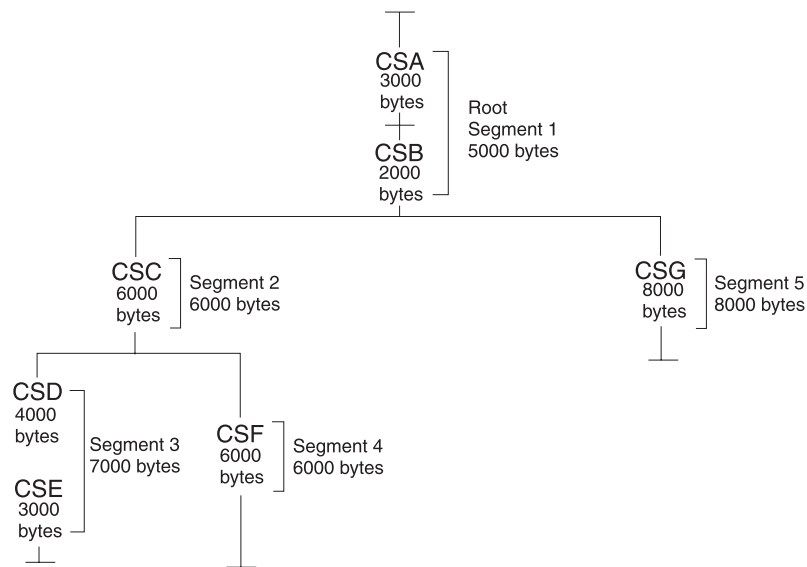 CSA
3000
bytes
Root
Segment 1
5000 bytes
CSB
2000
bytes
CSC
6000
bytes
Segment 2
6000 bytes
CSG
8000
bytes
Segment 5
8000 bytes
CSD
4000
bytes
Segment 3
7000 bytes
CSE
3000
bytes
CSF
6000
bytes
Segment 4
6000 bytes